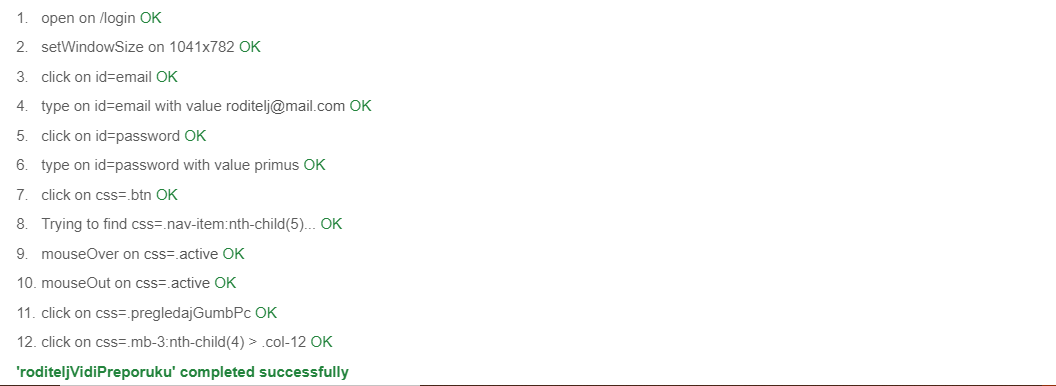 1. open on /login OK
2. setWindowSize on 1041x782 OK
3. click on id=email OK
4. type on id=email with value roditelj@mail.com OK
5. click on id=password OK
6. type on id=password with value primus OK
7. click on css=.btn OK
8. Trying to find css=.nav-item:nth-child(5)... OK
9. mouseOver on css=.active OK
10. mouseOut on css=.active OK
11. click on css=.pregledajGumbPc OK
12. click on css=.mb-3:nth-child(4) > .col-12 OK
'roditeljVidiPreporuku' completed successfully